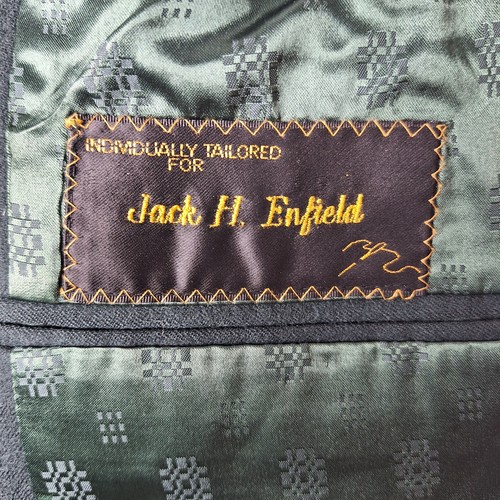 INDIVIDUALLY TAILORED
FOR
Jack H. Enfield